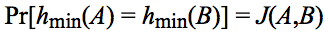 Pr[hmin(A) = hmin(B)] = J(A,B)